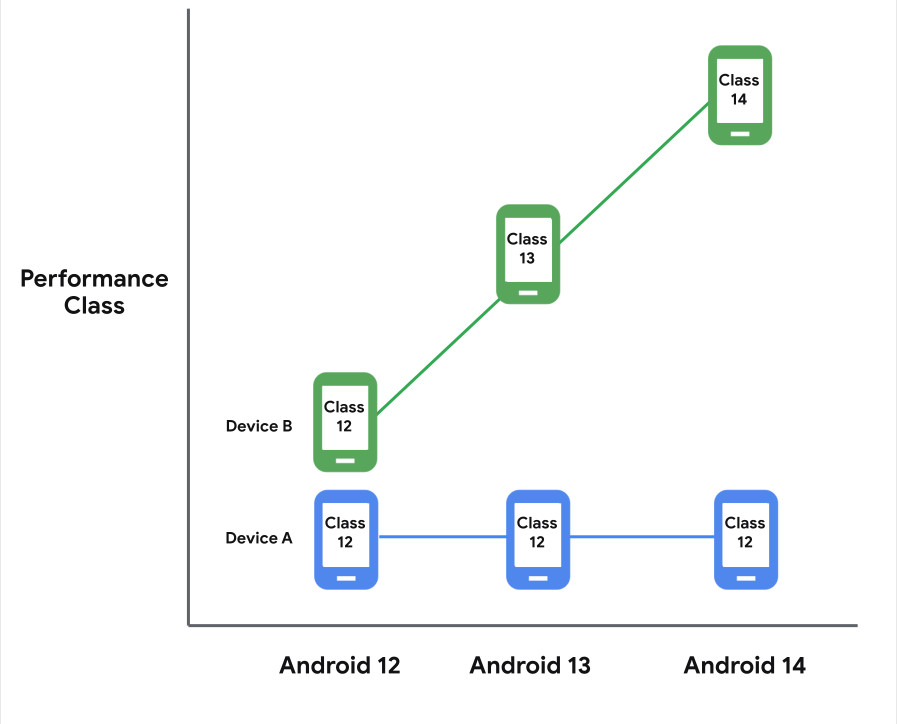 Class
14
Class
13
Performance
Class
Class
12
Device B
Class
12
Class
12
Class
12
Device A
Android 12
Android 13
Android 14